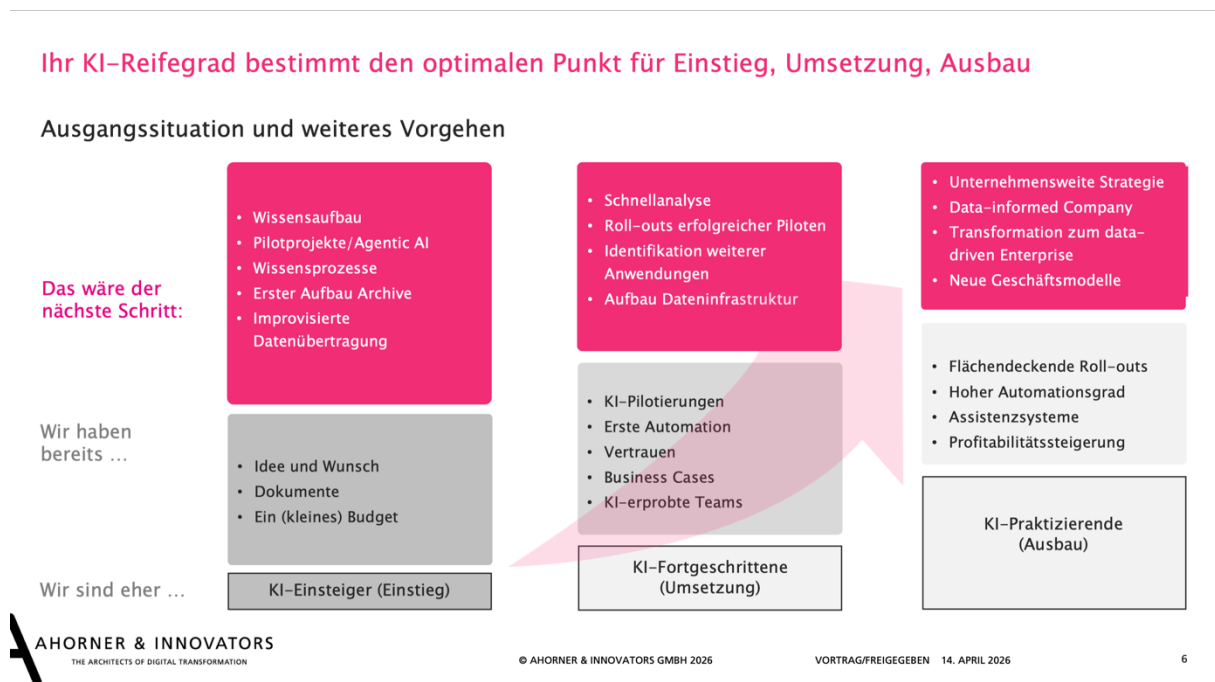 Ihr KI-Reifegrad bestimmt den optimalen Punkt für Einstieg, Umsetzung, Ausbau
Ausgangssituation und weiteres Vorgehen
Das wäre der
nächste Schritt:
• Wissensaufbau
• Pilotprojekte/Agentic AI
• Wissensprozesse
• Erster Aufbau Archive
• Improvisierte
Datenübertragung
• Schnellanalyse
• Roll-outs erfolgreicher Piloten
• Identifikation weiterer
Anwendungen
• Aufbau Dateninfrastruktur
• Unternehmensweite Strategie
• Data-informed Company
• Transformation zum data-
driven Enterprise
• Neue Geschäftsmodelle
Wir haben
bereits …
• Idee und Wunsch
• Dokumente
• Ein (kleines) Budget
• KI-Pilotierungen
• Erste Automation
• Vertrauen
• Business Cases
• KI-erprobte Teams
• Flächendeckende Roll-outs
• Hoher Automationsgrad
• Assistenzsysteme
• Profitabilitätssteigerung
Wir sind eher …
KI-Einsteiger (Einstieg)
KI-Fortgeschrittene
(Umsetzung)
KI-Praktizierende
(Ausbau)
A
AHORNER & INNOVATORS
THE ARCHITECTS OF DIGITAL TRANSFORMATION
© AHORNER & INNOVATORS GMBH 2026
VORTRAG/FREIGEGEBEN 14. APRIL 2026
6